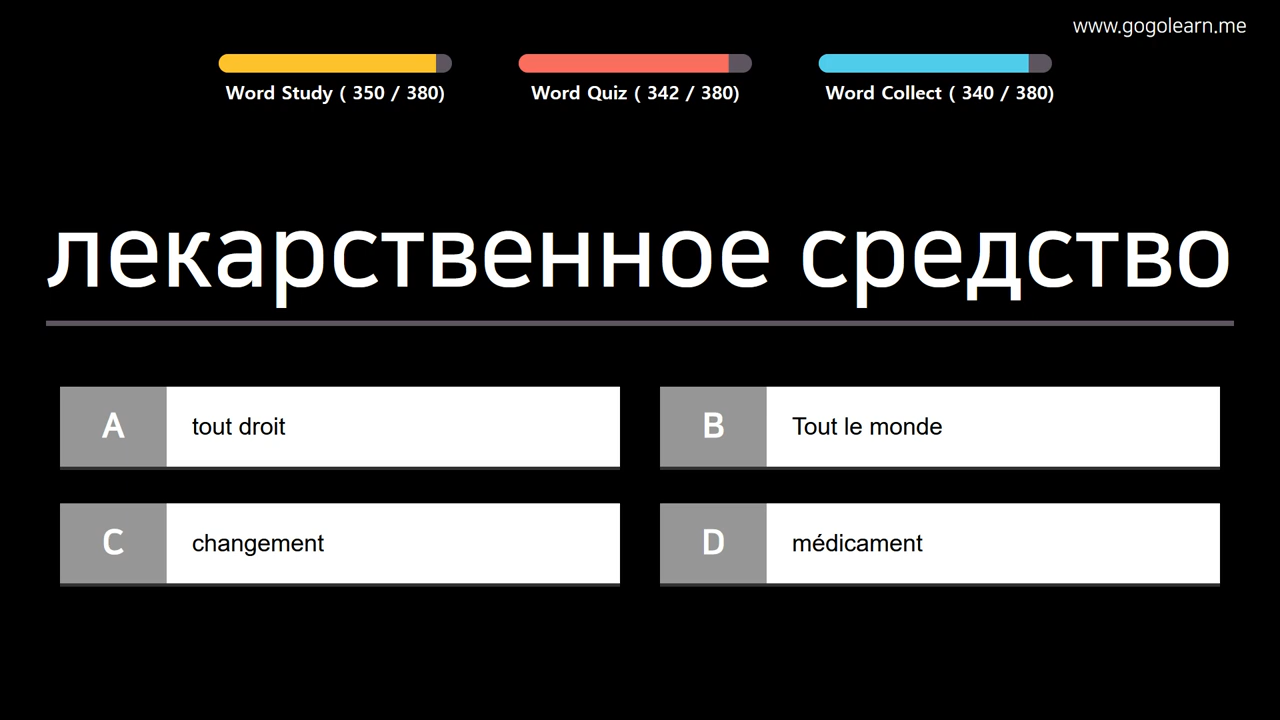 www.gogolearn.me
Word Study ( 350 / 380)
Word Quiz ( 342 / 380)
Word Collect ( 340 / 380)
лекарственное средство
A tout droit
B Tout le monde
C changement
D médicament